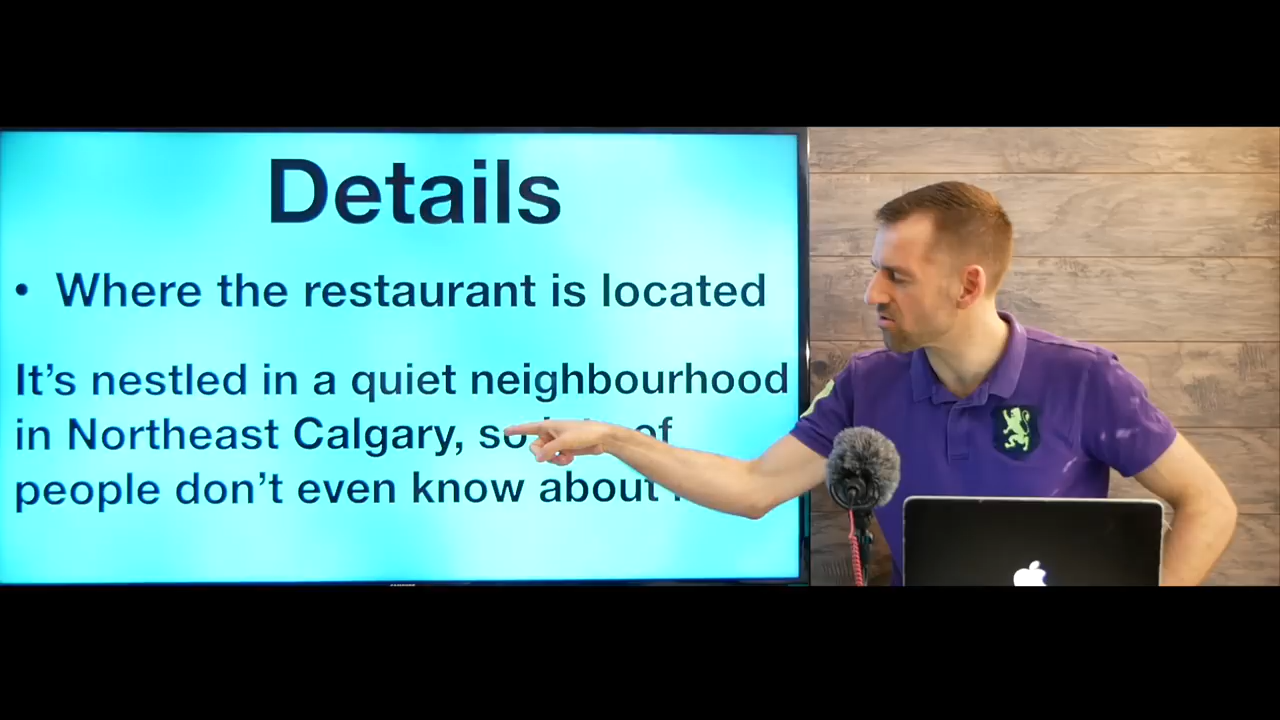 Details
• Where the restaurant is located
It's nestled in a quiet neighbourhood
in Northeast Calgary, so of
people don't even know about